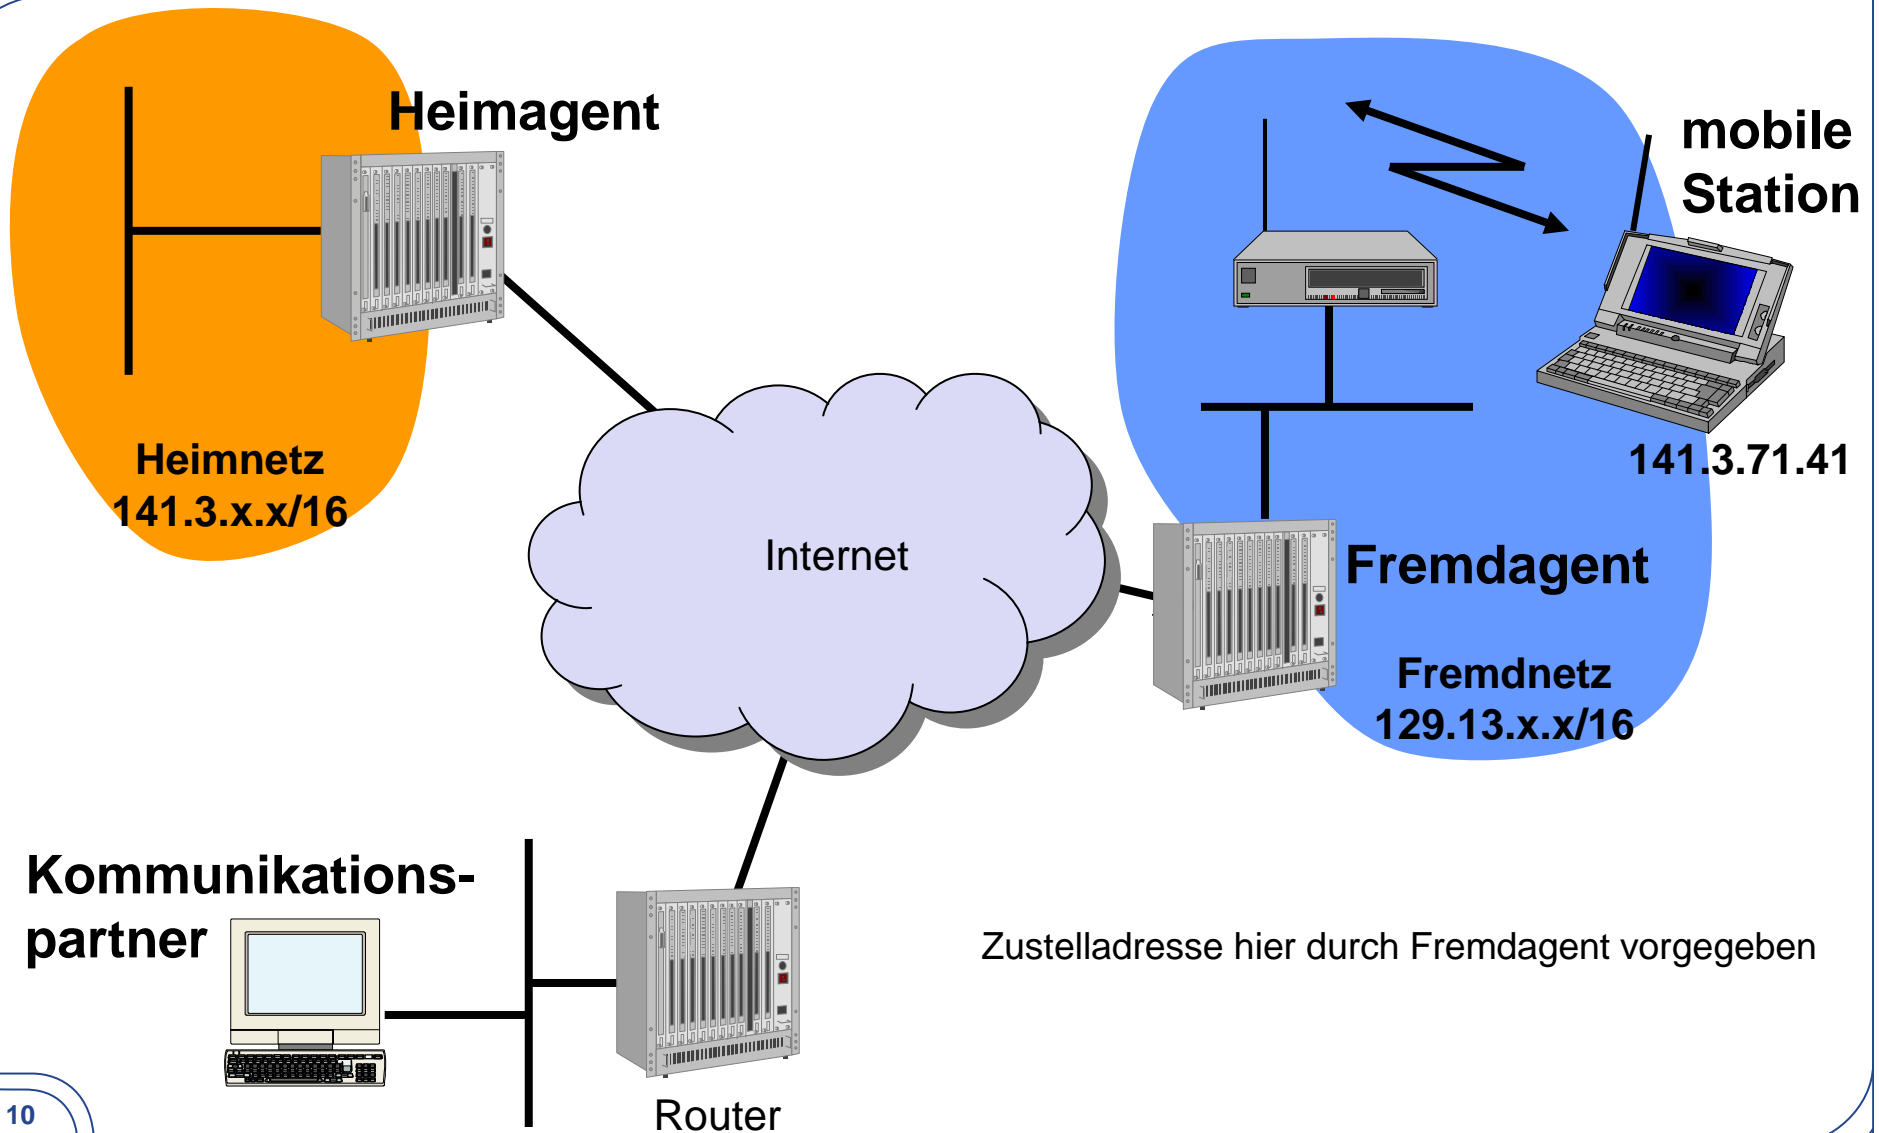 Heimagent
mobile
Station
Heimnetz
141.3.x.x/16
141.3.71.41
Internet
Fremdagent
Fremdnetz
129.13.x.x/16
Kommunikations-
partner
Zustelladresse hier durch Fremdagent vorgegeben
Router
10